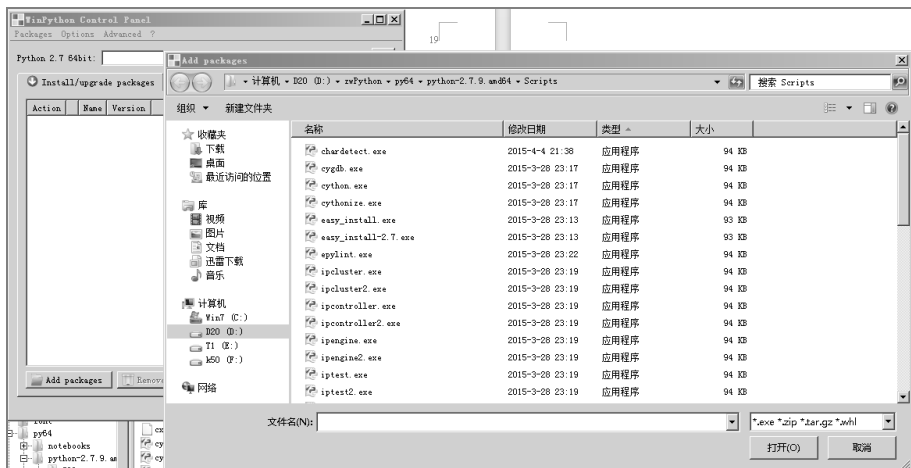 WinPython Control Panel
Packages Options Advanced ?
Python 2.7 64bit:
Install/upgrade packages
Action Name Version
Add packages
19
Add packages
计算机 D20 (D:) zwPython py64 python-2.7.9.amd64 Scripts
搜索 Scripts
组织 新建文件夹
收藏夹
下载
桌面
最近访问的位置
库
视频
图片
文档
迅雷下载
音乐
计算机
Win7 (C:)
D20 (D:)
T1 (E:)
k50 (F:)
网络
名称 修改日期 类型 大小
chardetect.exe 2015-4-4 21:38 应用程序 94 KB
cygdb.exe 2015-3-28 23:17 应用程序 94 KB
cython.exe 2015-3-28 23:17 应用程序 94 KB
cythonize.exe 2015-3-28 23:17 应用程序 94 KB
easy_install.exe 2015-3-28 23:13 应用程序 93 KB
easy_install-2.7.exe 2015-3-28 23:13 应用程序 93 KB
epylint.exe 2015-3-28 23:22 应用程序 94 KB
ipcluster.exe 2015-3-28 23:19 应用程序 94 KB
ipcluster2.exe 2015-3-28 23:19 应用程序 94 KB
ipcontroller.exe 2015-3-28 23:19 应用程序 94 KB
ipcontroller2.exe 2015-3-28 23:19 应用程序 94 KB
ipengine.exe 2015-3-28 23:19 应用程序 94 KB
ipengine2.exe 2015-3-28 23:19 应用程序 94 KB
iptest.exe 2015-3-28 23:19 应用程序 94 KB
iptest2.exe 2015-3-28 23:19 应用程序 94 KB
文件名(N):
*.exe *.zip *.tar.gz *.whl
打开(O) 取消
py64
notebooks
python-2.7.9.am